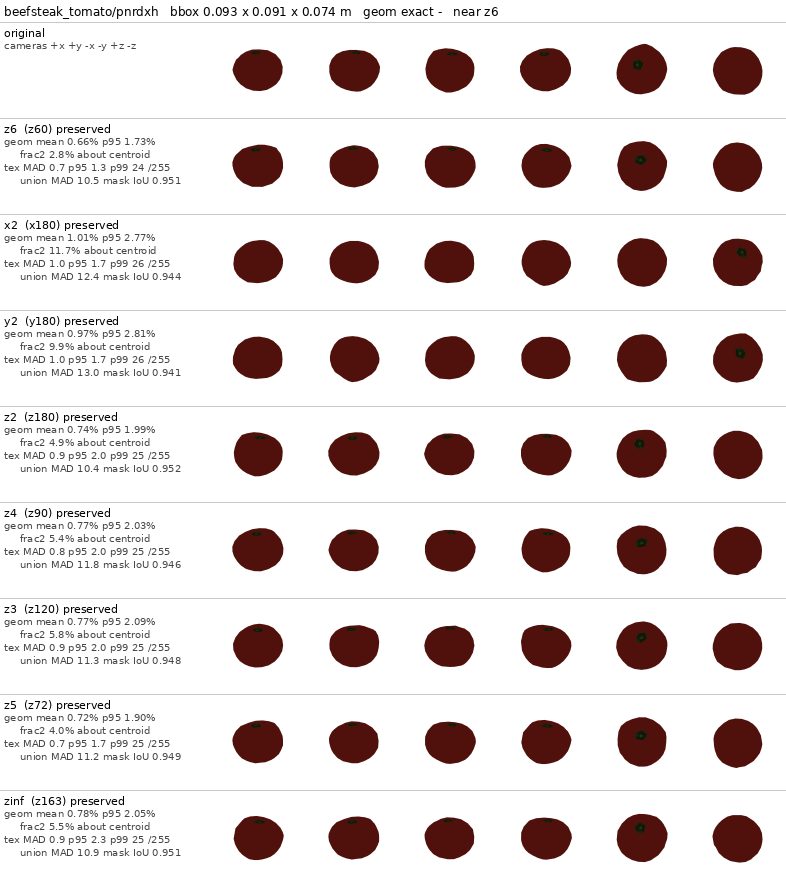 beefsteak_tomato/pnrdxh   bbox 0.093 x 0.091 x 0.074 m   geom exact -   near z6
original
cameras +x +y -x -y +z -z
z6  (z60) preserved
geom mean 0.66% p95 1.73%
frac2 2.8% about centroid
tex MAD 0.7 p95 1.3 p99 24 /255
union MAD 10.5 mask IoU 0.951
x2  (x180) preserved
geom mean 1.01% p95 2.77%
frac2 11.7% about centroid
tex MAD 1.0 p95 1.7 p99 26 /255
union MAD 12.4 mask IoU 0.944
y2  (y180) preserved
geom mean 0.97% p95 2.81%
frac2 9.9% about centroid
tex MAD 1.0 p95 1.7 p99 26 /255
union MAD 13.0 mask IoU 0.941
z2  (z180) preserved
geom mean 0.74% p95 1.99%
frac2 4.9% about centroid
tex MAD 0.9 p95 2.0 p99 25 /255
union MAD 10.4 mask IoU 0.952
z4  (z90) preserved
geom mean 0.77% p95 2.03%
frac2 5.4% about centroid
tex MAD 0.8 p95 2.0 p99 25 /255
union MAD 11.8 mask IoU 0.946
z3  (z120) preserved
geom mean 0.77% p95 2.09%
frac2 5.8% about centroid
tex MAD 0.9 p95 2.0 p99 25 /255
union MAD 11.3 mask IoU 0.948
z5  (z72) preserved
geom mean 0.72% p95 1.90%
frac2 4.0% about centroid
tex MAD 0.7 p95 1.7 p99 25 /255
union MAD 11.2 mask IoU 0.949
zinf  (z163) preserved
geom mean 0.78% p95 2.05%
frac2 5.5% about centroid
tex MAD 0.9 p95 2.3 p99 25 /255
union MAD 10.9 mask IoU 0.951